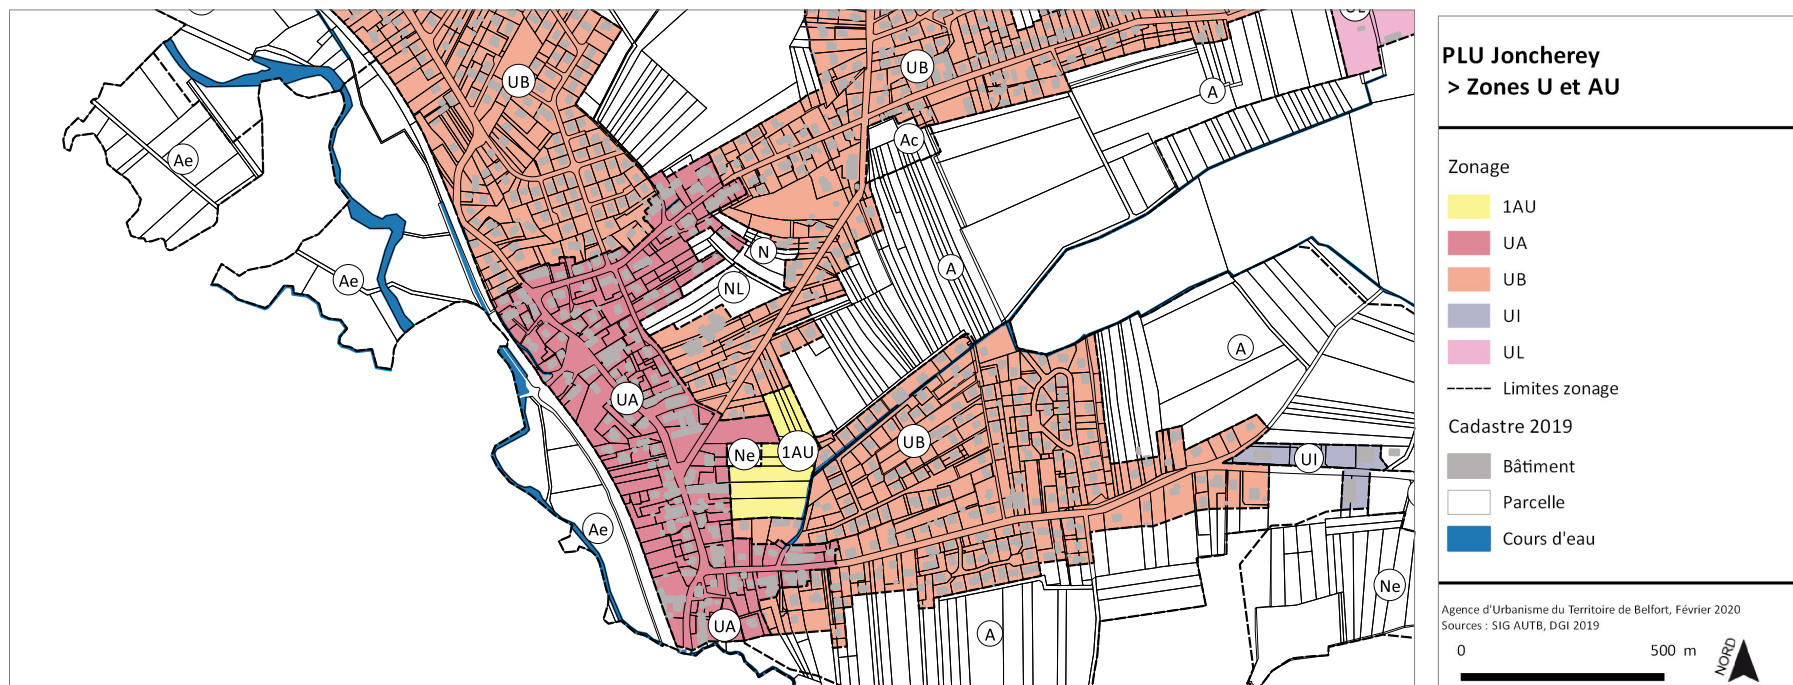 UB
UB
UL
A
Ac
Ae
Ae
N
NL
A
A
UA
Ne
1AU
UB
UI
Ae
UA
A
Ne
PLU Joncherey
> Zones U et AU
Zonage
1AU
UA
UB
UI
UL
Limites zonage
Cadastre 2019
Bâtiment
Parcelle
Cours d'eau
Agence d'Urbanisme du Territoire de Belfort, Février 2020
Sources : SIG AUTB, DGI 2019
0 500 m
NORD